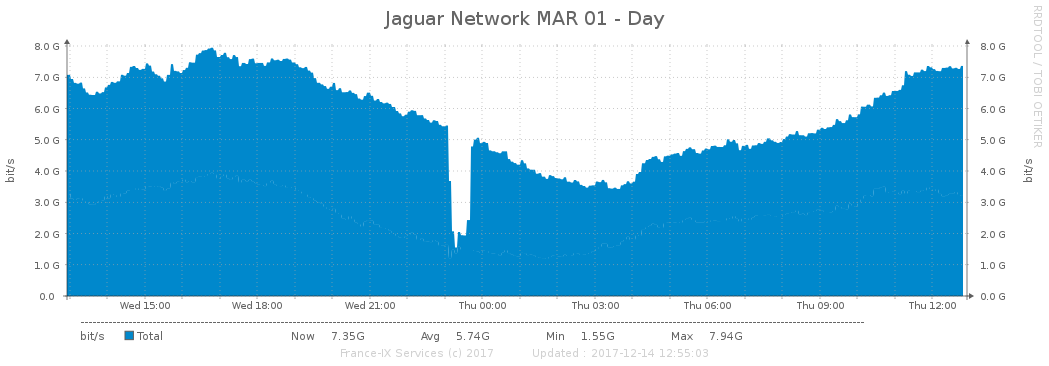 Jaguar Network MAR 01 - Day
RRDTOOL / TOBI OETIKER
bit/s
bit/s
8.0 G 8.0 G
7.0 G 7.0 G
6.0 G 6.0 G
5.0 G 5.0 G
4.0 G 4.0 G
3.0 G 3.0 G
2.0 G 2.0 G
1.0 G 1.0 G
0.0 0.0 G
Wed 15:00 Wed 18:00 Wed 21:00 Thu 00:00 Thu 03:00 Thu 06:00 Thu 09:00 Thu 12:00
bit/s Total Now 7.35G Avg 5.74G Min 1.55G Max 7.94G
France-IX Services (c) 2017 Updated : 2017-12-14 12:55:03